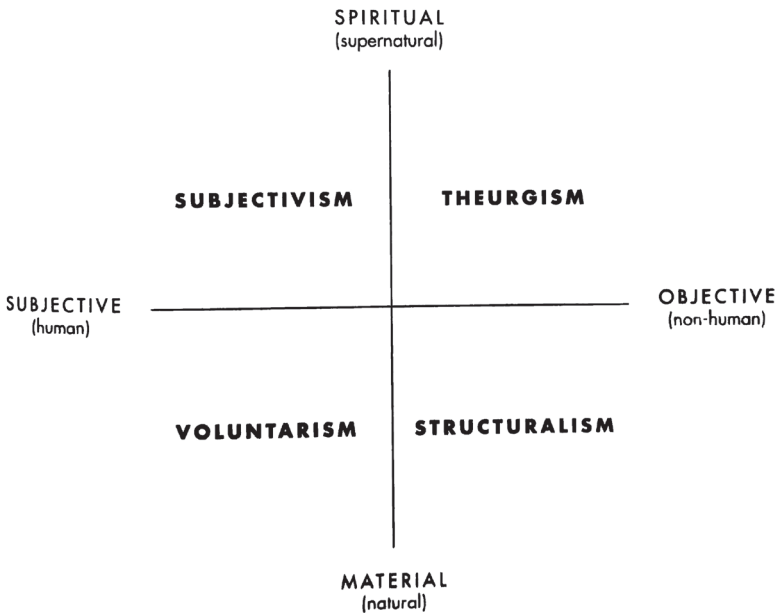 SPIRITUAL
(supernatural)
SUBJECTIVISM THEURGISM
SUBJECTIVE
(human)
OBJECTIVE
(non-human)
VOLUNTARISM STRUCTURALISM
MATERIAL
(natural)